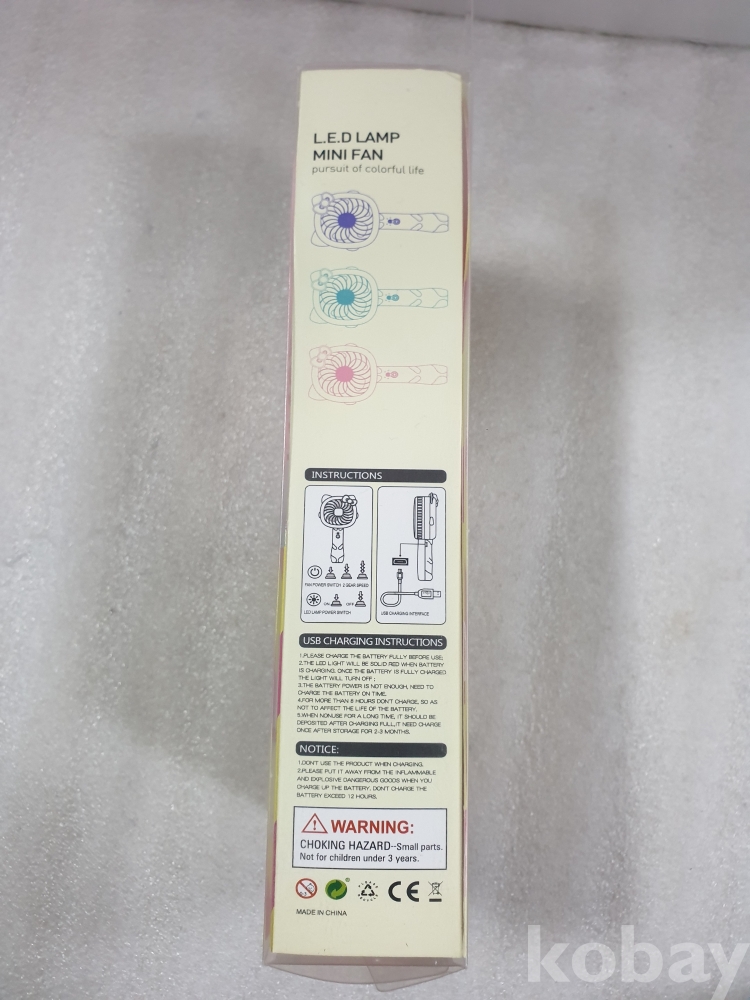 L.E.D LAMP
MINI FAN
pursuit of colorful life
INSTRUCTIONS
FAN POWER SWITCH 2 GEAR SPEED
ON OFF
LED LAMP POWER SWITCH
USB CHARGING INTERFACE
USB CHARGING INSTRUCTIONS
1.PLEASE CHARGE THE BATTERY FULLY BEFORE USE;
2.THE LED LIGHT WILL BE SOLID RED WHEN BATTERY
IS CHARGING. ONCE THE BATTERY IS FULLY CHARGED
THE LIGHT WILL TURN OFF ;
3.THE BATTERY POWER IS NOT ENOUGH, NEED TO
CHARGE THE BATTERY ON TIME.
4.FOR MORE THAN 8 HOURS DON'T CHARGE, SO AS
NOT TO AFFECT THE LIFE OF THE BATTERY.
5.WHEN NONUSE FOR A LONG TIME, IT SHOULD BE
DEPOSITED AFTER CHARGING FULL,IT NEED CHARGE
ONCE AFTER STORAGE FOR 2-3 MONTHS.
NOTICE:
1.DON'T USE THE PRODUCT WHEN CHARGING.
2.PLEASE PUT IT AWAY FROM THE INFLAMMABLE
AND EXPLOSIVE DANGEROUS GOODS WHEN YOU
CHARGE UP THE BATTERY, DON'T CHARGE THE
BATTERY EXCEED 12 HOURS.
WARNING:
CHOKING HAZARD--Small parts.
Not for children under 3 years.
0-3
CE
MADE IN CHINA
kobay